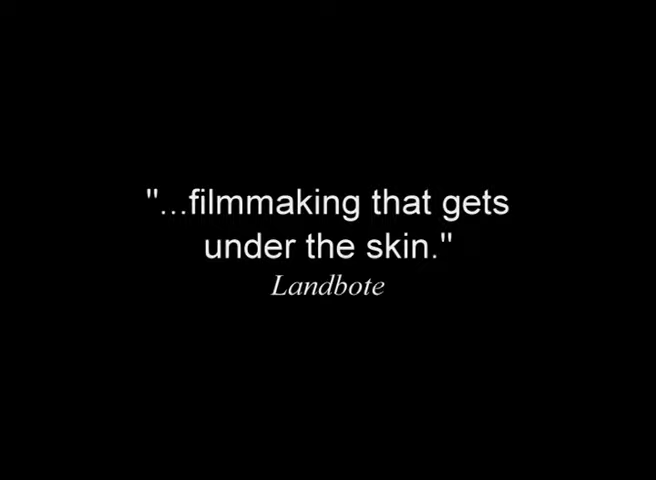 "...filmmaking that gets
under the skin."
Landbote